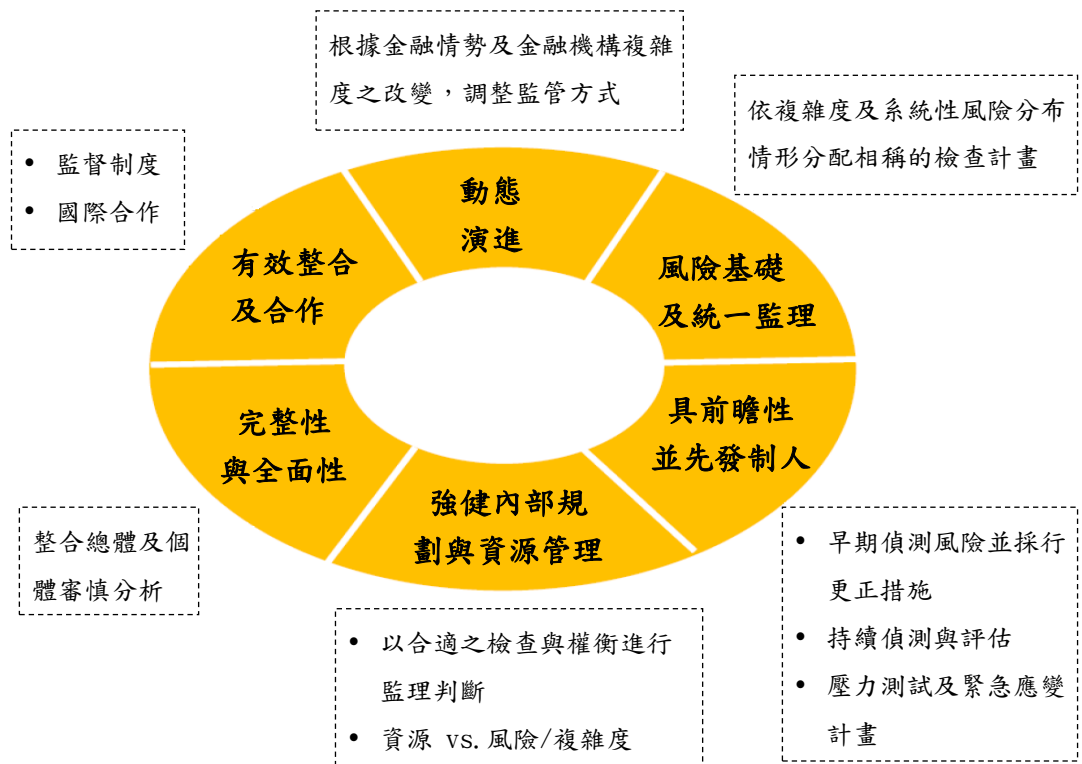 根據金融情勢及金融機構複雜
度之改變，調整監管方式
依複雜度及系統性風險分布
情形分配相稱的檢查計畫
• 監督制度
• 國際合作
動態
演進
有效整合
及合作
風險基礎
及統一監理
完整性
與全面性
具前瞻性
並先發制人
強健內部規
劃與資源管理
整合總體及個
體審慎分析
• 早期偵測風險並採行
更正措施
• 持續偵測與評估
• 壓力測試及緊急應變
計畫
• 以合適之檢查與權衡進行
監理判斷
• 資源 vs.風險/複雜度